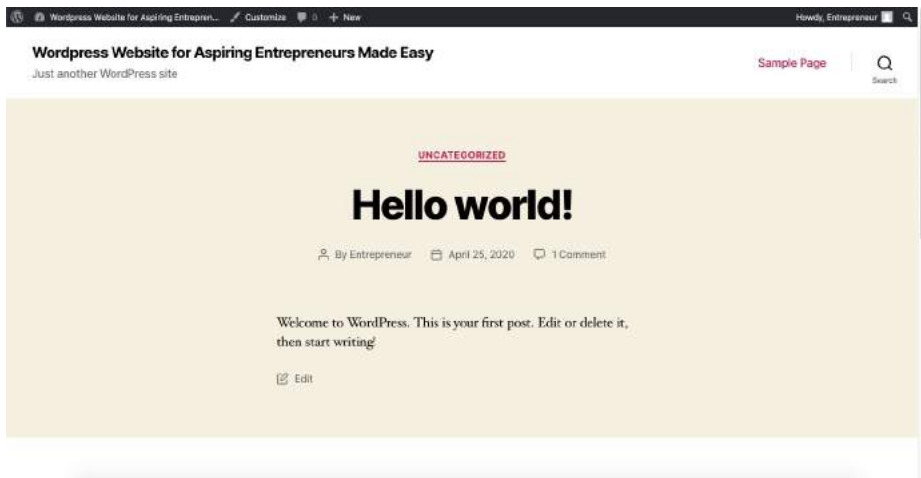 Wordpress Website for Aspiring Entrepren... Customize 0 New Howdy, Entrepreneur
Wordpress Website for Aspiring Entrepreneurs Made Easy
Just another WordPress site
Sample Page
Search
UNCATEGORIZED
Hello world!
By Entrepreneur April 25, 2020 1 Comment
Welcome to WordPress. This is your first post. Edit or delete it,
then start writing!
Edit